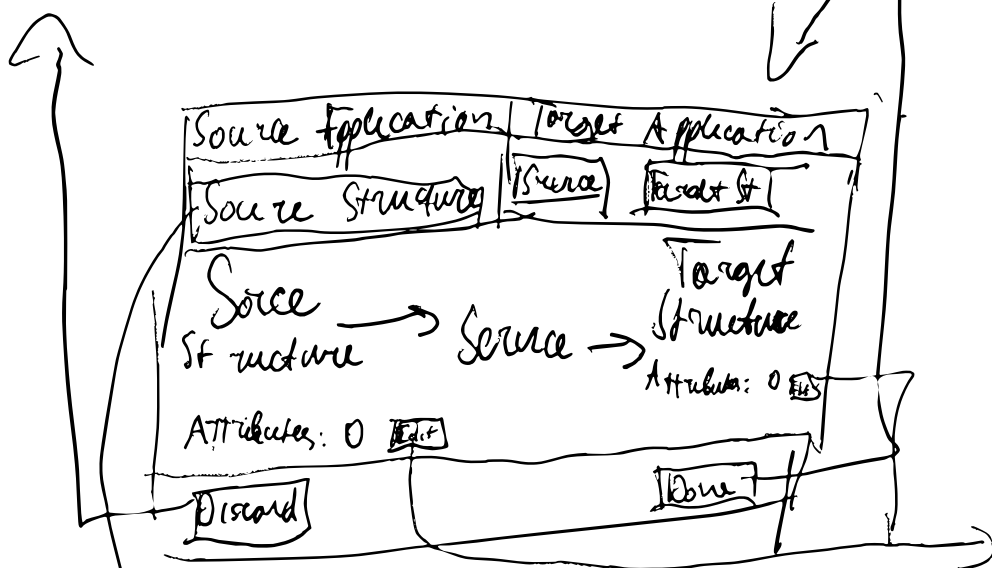 Source Application Target Application
Source Structure Service Target St
Sorce
Structure
Service
Target
Structure
Attributes: 0 Edit
Attributes: 0 Edit
Discard Done